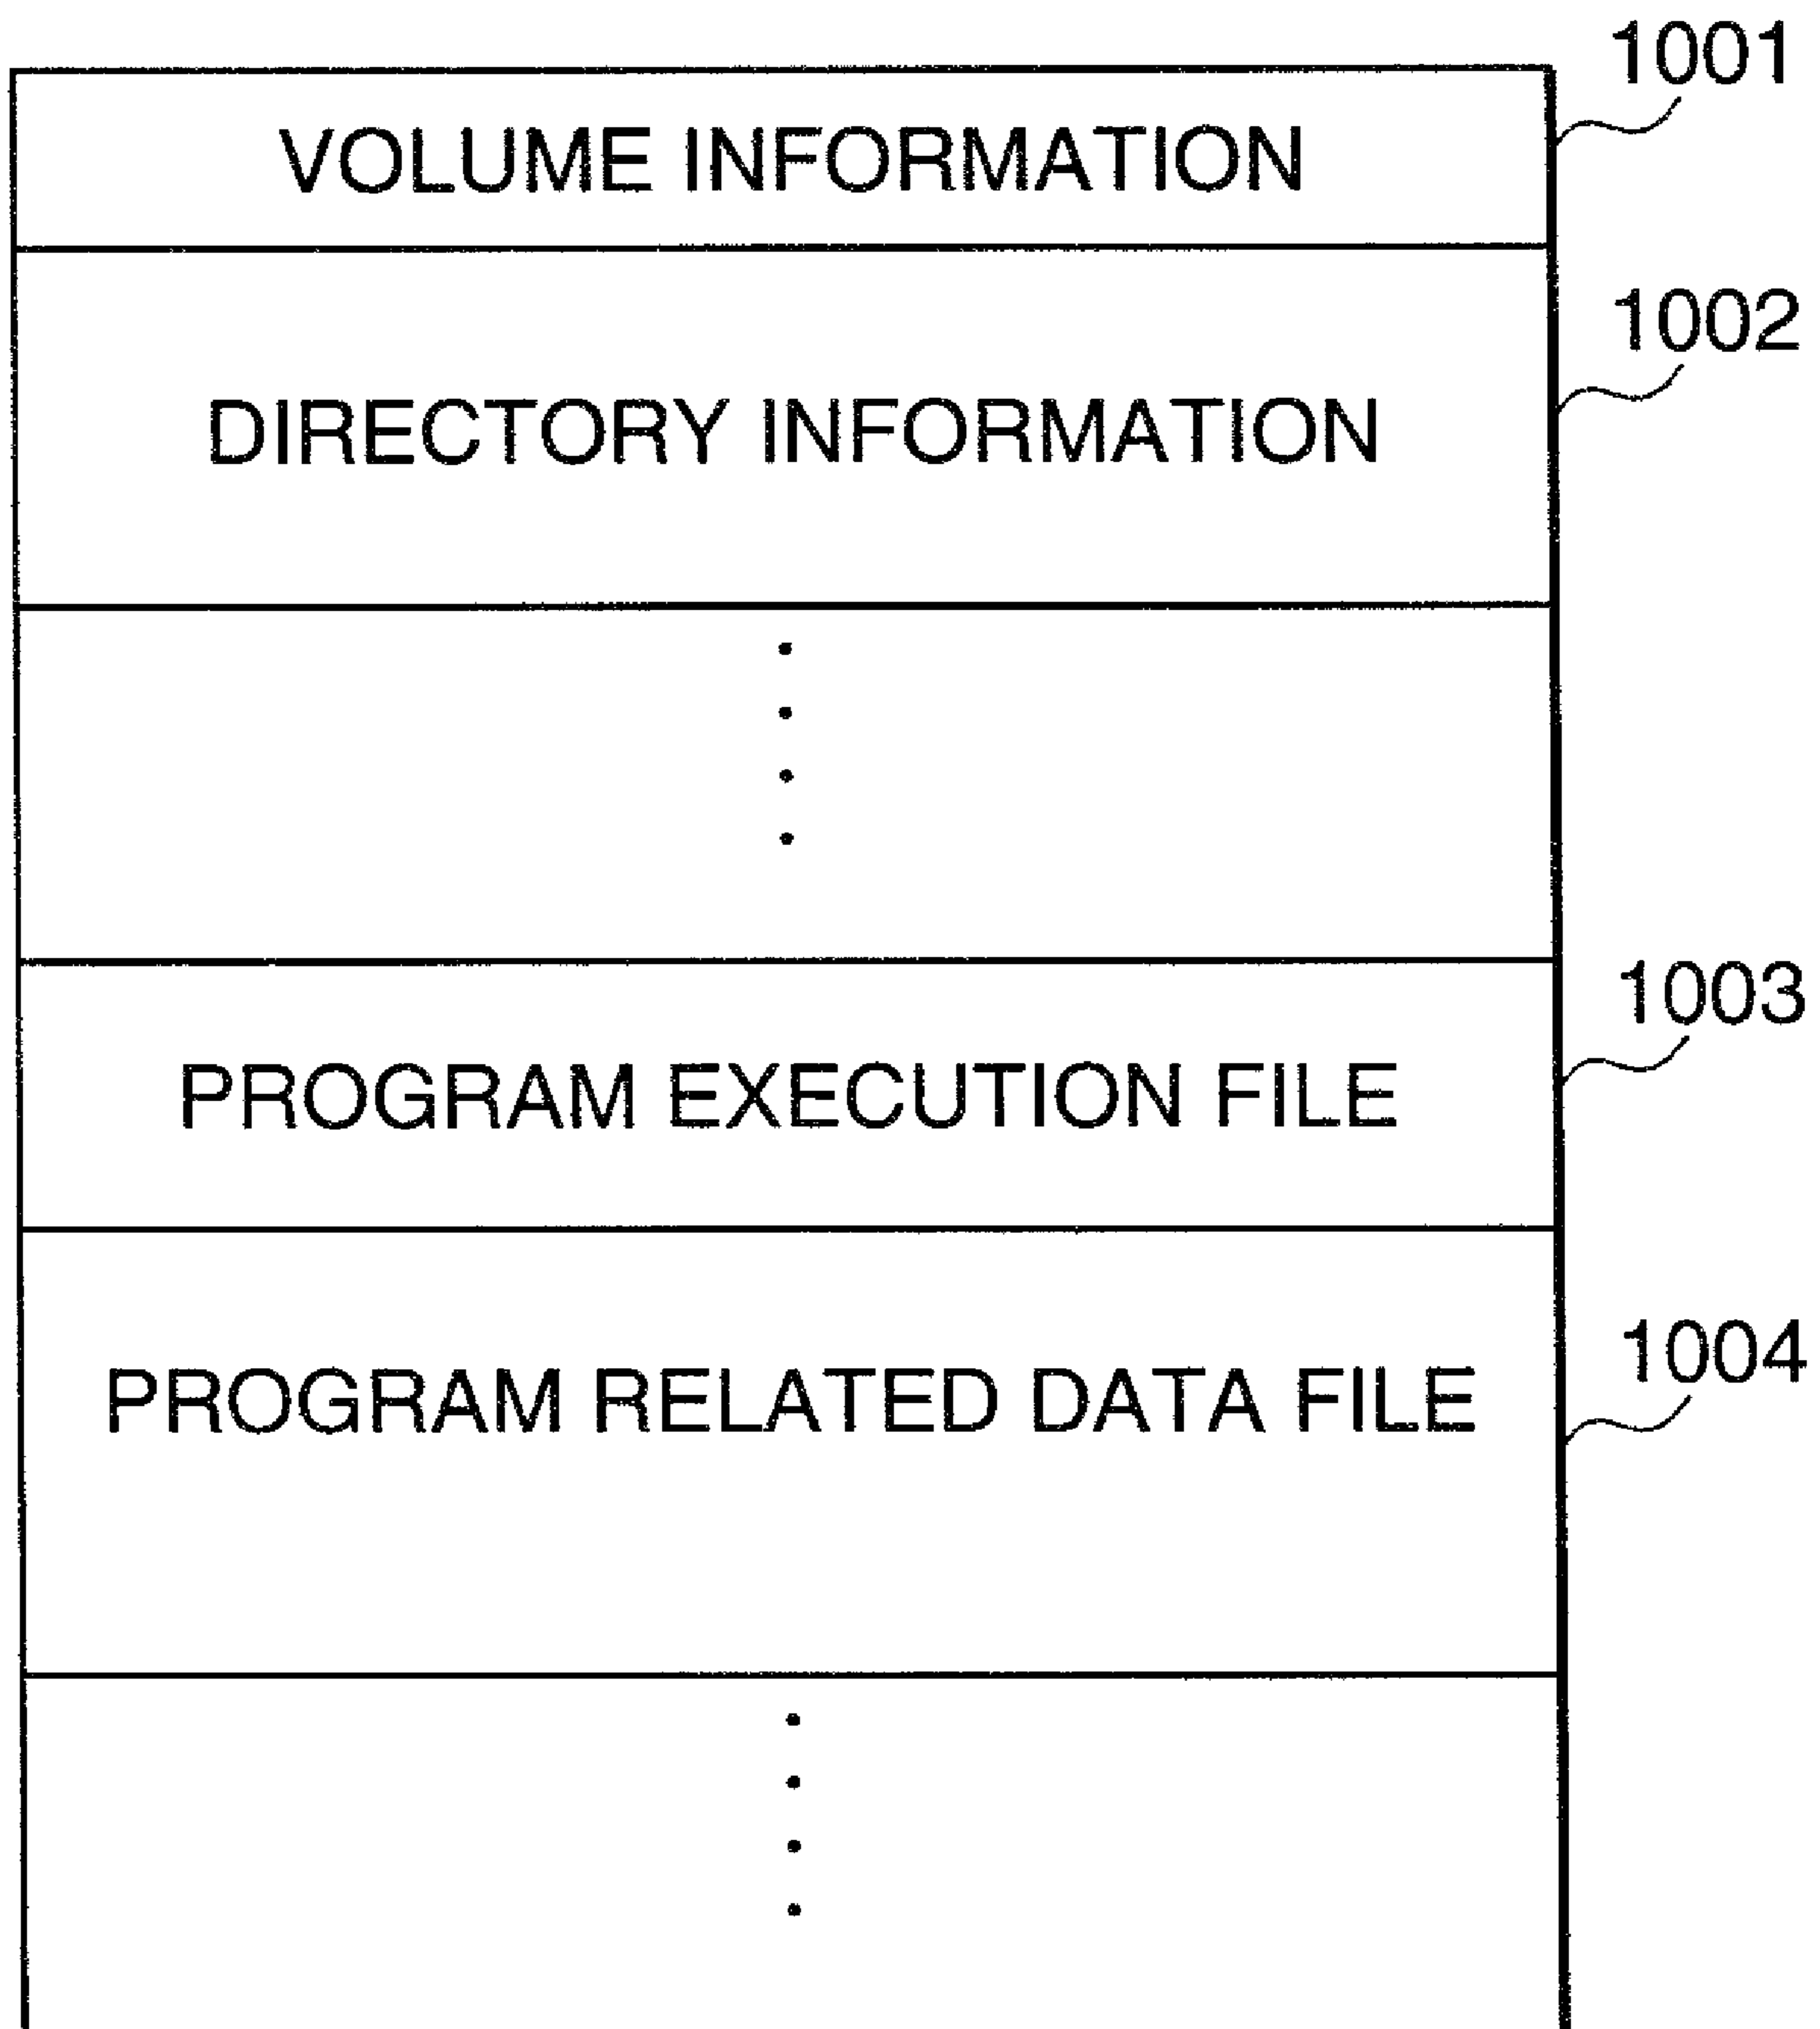 1001
VOLUME INFORMATION
1002
DIRECTORY INFORMATION
1003
PROGRAM EXECUTION FILE
1004
PROGRAM RELATED DATA FILE